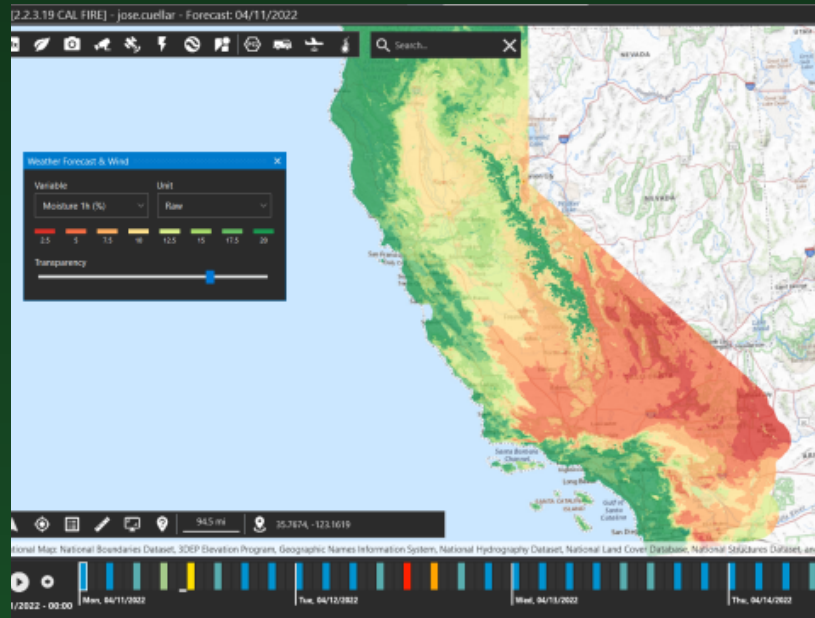 [2.2.3.19 CAL FIRE] - jose.cuellar - Forecast: 04/11/2022
Search...
NEVADA
Weather Forecast & Wind
Variable
Unit
Moisture 1h (%)
Raw
2.5 5 7.5 10 12.5 15 17.5 20
Transparency
NEVADA
Santa Barbara
Channel
Long
SANTA CATALINA
ISLAND
Gulf of
Santa
Catalina
San
94.5 mi
35.7674, -123.1619
tional Map: National Boundaries Dataset, 3DEP Elevation Program, Geographic Names Information System, National Hydrography Dataset, National Land Cover Database, National Structures Dataset, an
1/2022 - 00:00
Mon, 04/11/2022
Tue, 04/12/2022
Wed, 04/13/2022
Thu, 04/14/2022